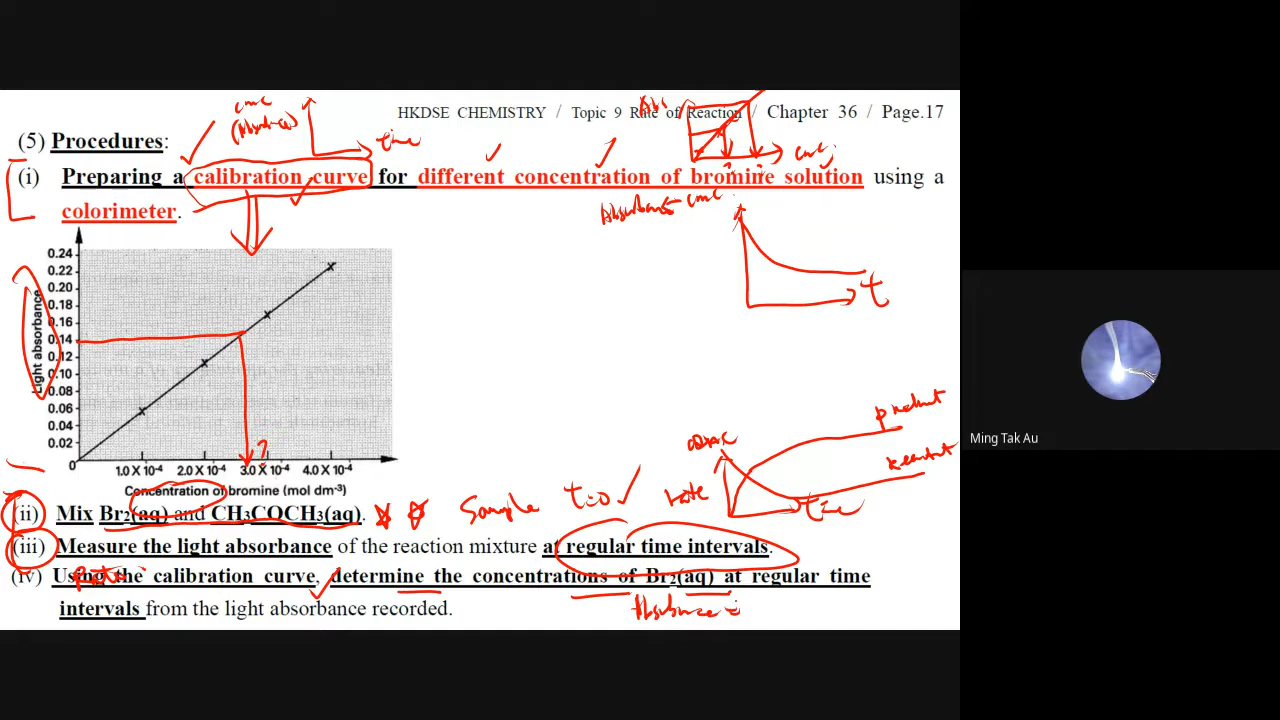 HKDSE CHEMISTRY / Topic 9 Rate of Reaction / Chapter 36 / Page.17
conc
time
(5) Procedures:
(i) Preparing a calibration curve for different concentration of bromine solution using a
colorimeter.
Absorbance conc
t
Light absorbance
0.24
0.22
0.20
0.18
0.16
0.14
0.12
0.10
0.08
0.06
0.04
0.02
0 1.0 X 10-4 2.0 X 10-4 3.0 X 10-4 4.0 X 10-4
?
Concentration of bromine (mol dm-3)
product
reactant
rate
Ming Tak Au
(ii) Mix Br2(aq) and CH3COCH3(aq). Sample t=0
(iii) Measure the light absorbance of the reaction mixture at regular time intervals.
(iv) Using the calibration curve, determine the concentrations of Br2(aq) at regular time
intervals from the light absorbance recorded.
Absorbance =